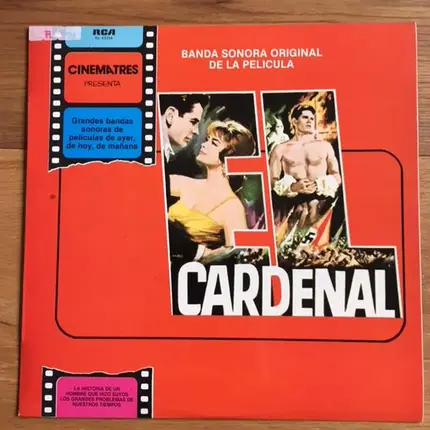 RCA
CINEMATRES
PRESENTA
Grandes bandas
sonoras de
películas de ayer,
de hoy, de mañana
BANDA SONORA ORIGINAL
DE LA PELICULA
EL
CARDENAL
LA HISTORIA DE UN
HOMBRE QUE HIZO SUYOS
LOS GRANDES PROBLEMAS DE
NUESTROS TIEMPOS